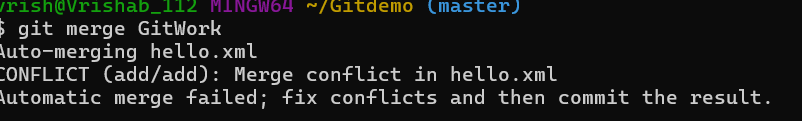 vrish@Vrishab_112 MINGW64 ~/Gitdemo (master)
$ git merge GitWork
Auto-merging hello.xml
CONFLICT (add/add): Merge conflict in hello.xml
Automatic merge failed; fix conflicts and then commit the result.